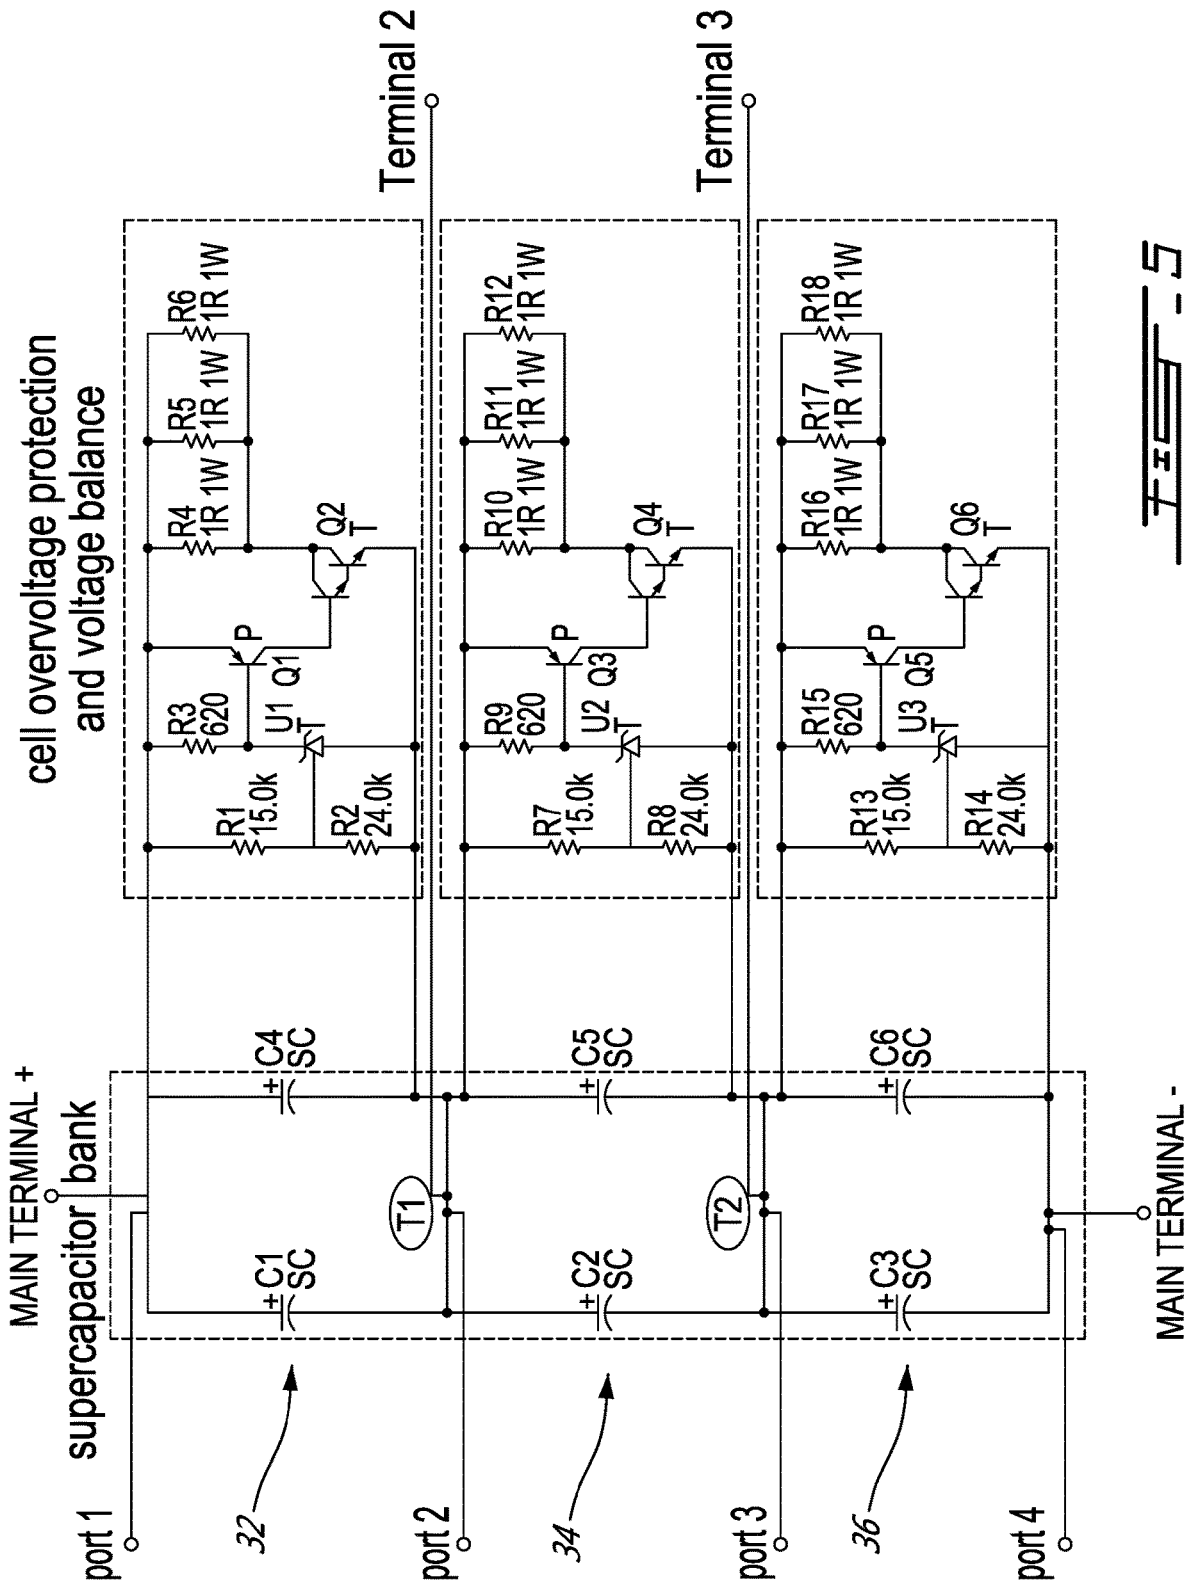 cell overvoltage protection
and voltage balance
MAIN TERMINAL +
supercapacitor bank
port 1
32
C1
SC
C4
SC
R1
15.0k
R2
24.0k
R3
620
U1
T
Q1
P
Q2
T
R4
1R 1W
R5
1R 1W
R6
1R 1W
T1
Terminal 2
port 2
34
C2
SC
C5
SC
R7
15.0k
R8
24.0k
R9
620
U2
T
Q3
P
Q4
T
R10
1R 1W
R11
1R 1W
R12
1R 1W
T2
Terminal 3
port 3
36
C3
SC
C6
SC
R13
15.0k
R14
24.0k
R15
620
U3
T
Q5
P
Q6
T
R16
1R 1W
R17
1R 1W
R18
1R 1W
port 4
MAIN TERMINAL -
FIG-5